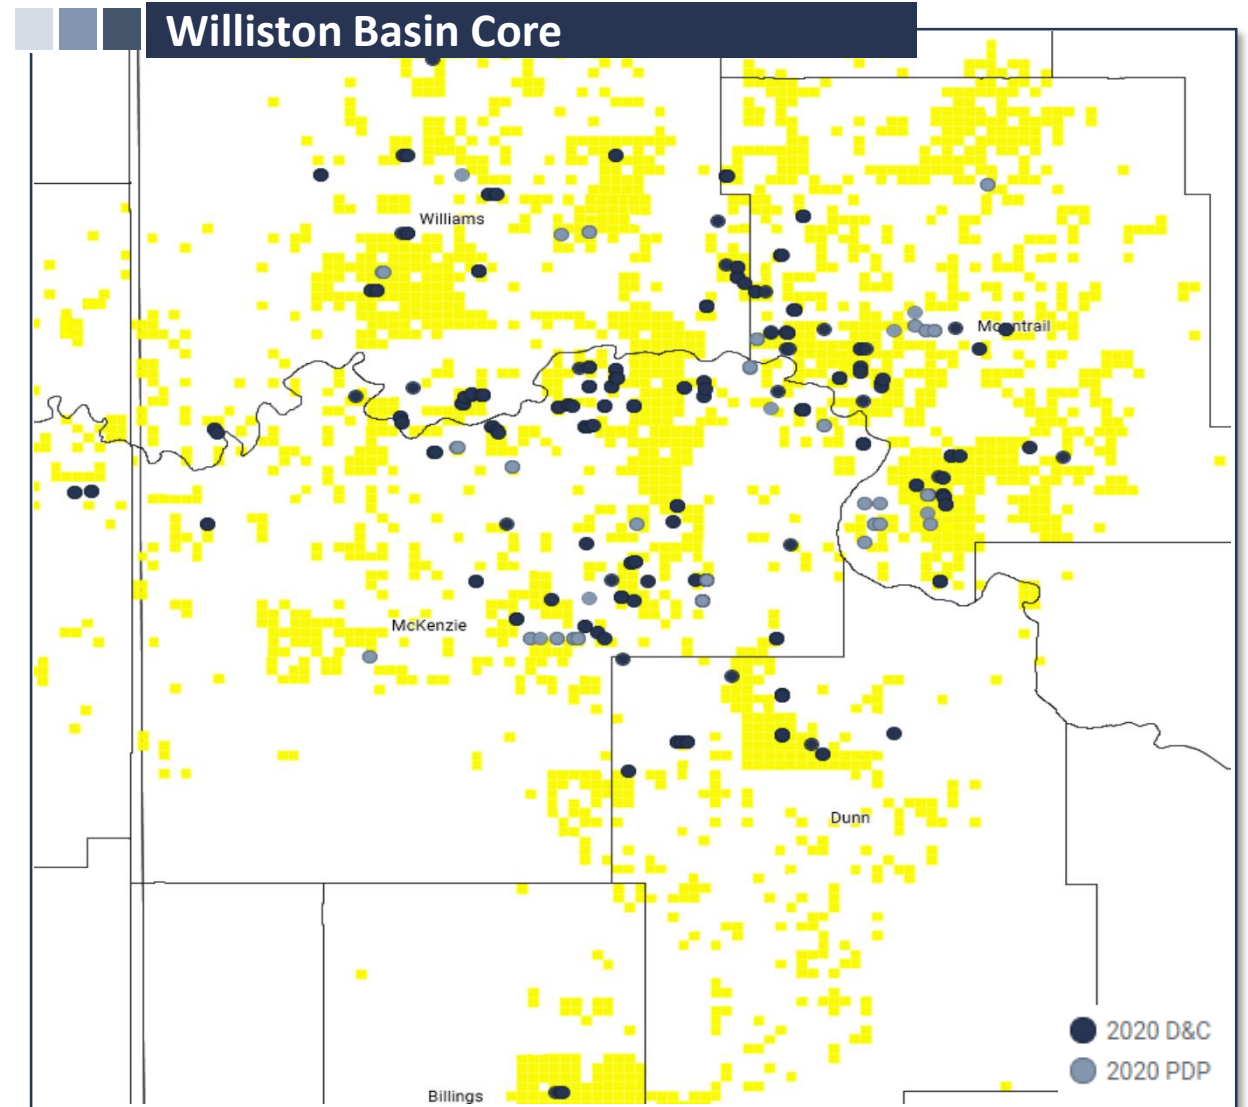 Williston Basin Core
Williams
Mountrail
McKenzie
Dunn
Billings
2020 D&C
2020 PDP